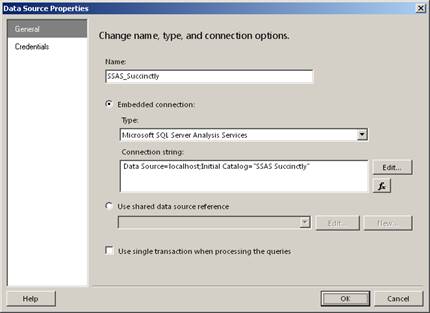 Data Source Properties
General
Credentials
Change name, type, and connection options.
Name:
SSAS_Succinctly
Embedded connection:
Type:
Microsoft SQL Server Analysis Services
Connection string:
Data Source=localhost;Initial Catalog="SSAS Succinctly"
Edit...
fx
Use shared data source reference
Edit...
New...
Use single transaction when processing the queries
Help
OK
Cancel